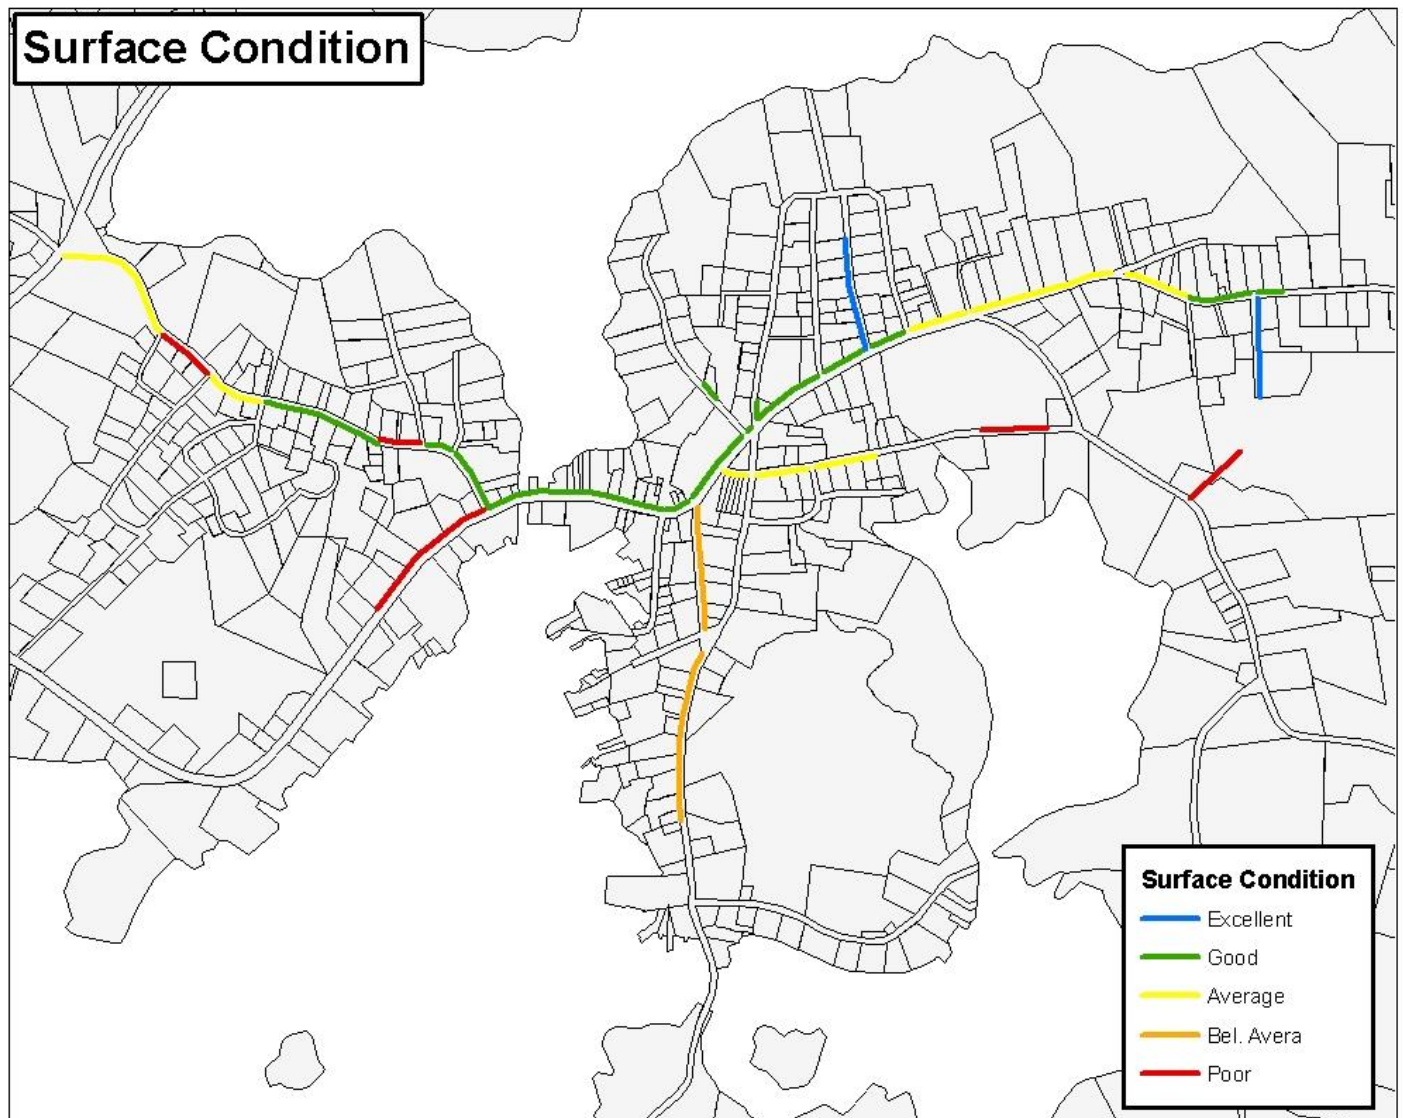 Surface Condition
Surface Condition
Excellent
Good
Average
Bel. Avera
Poor